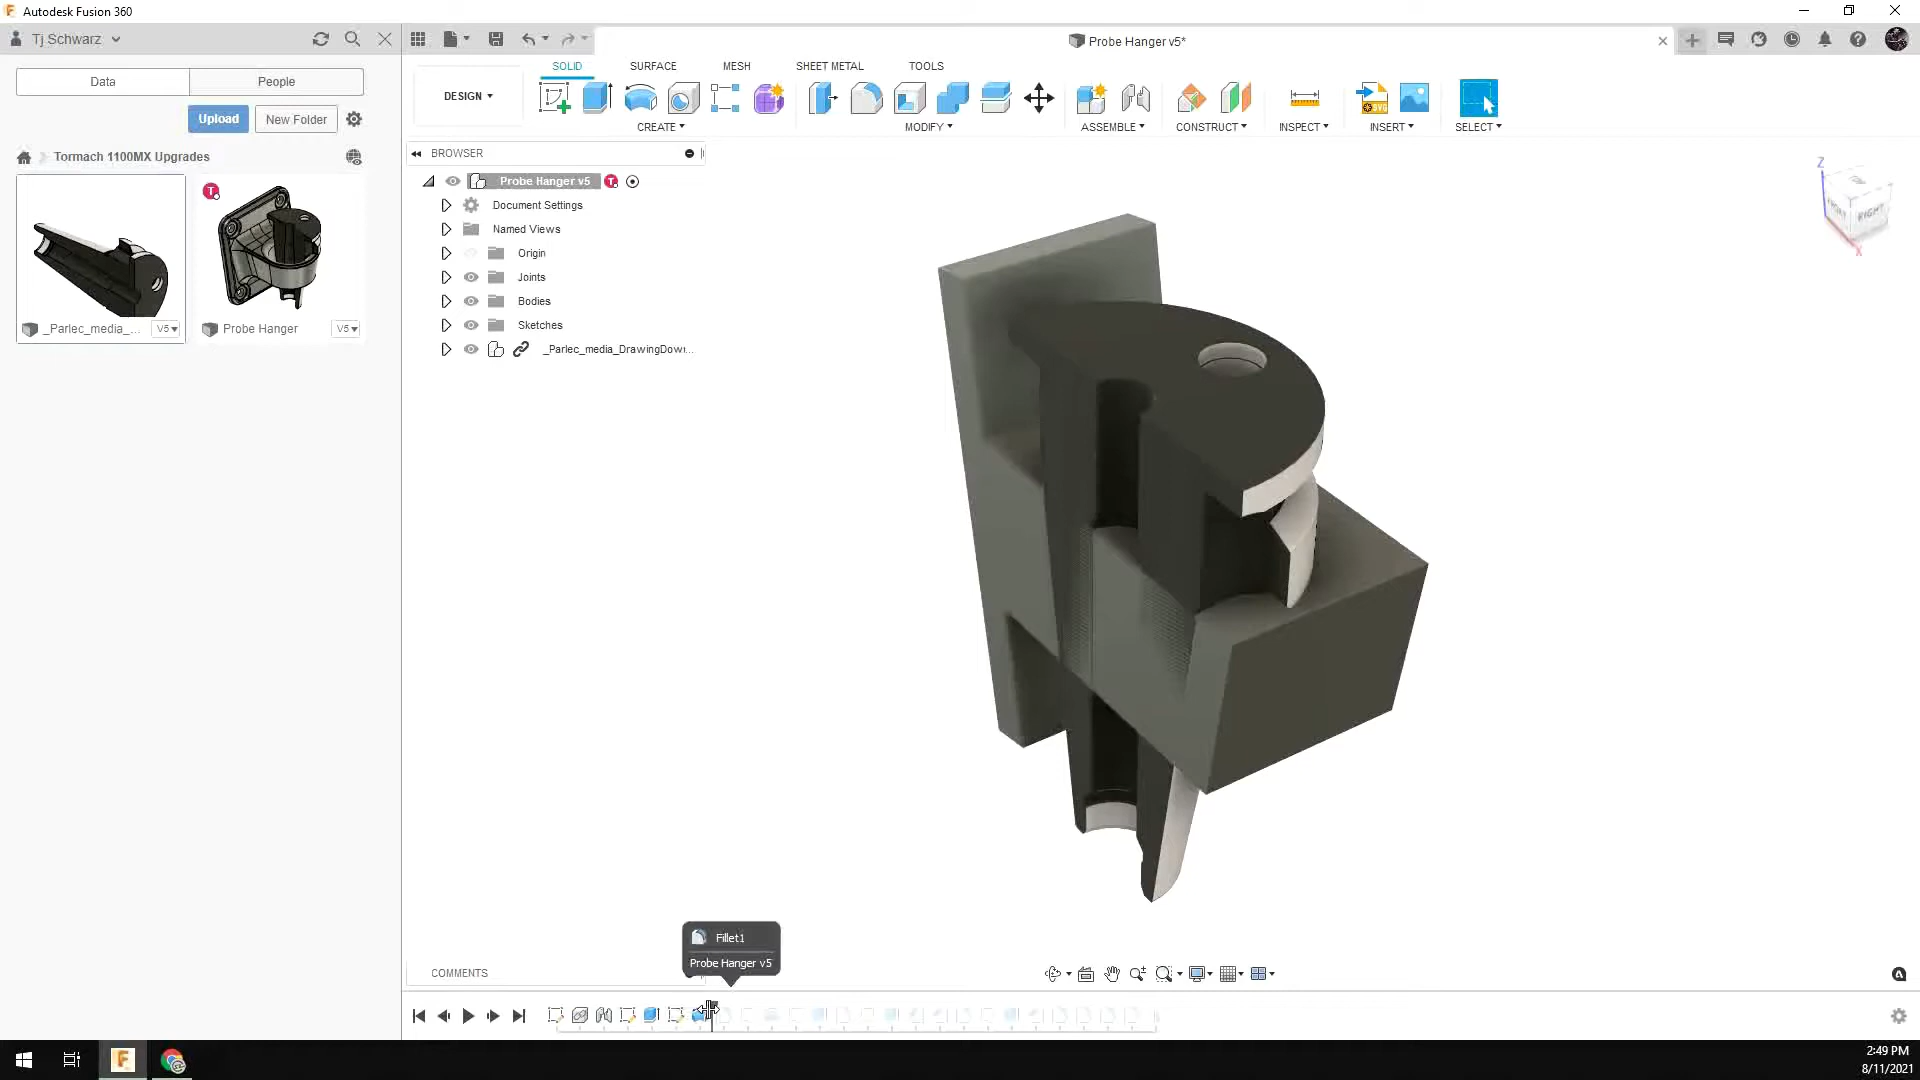 Autodesk Fusion 360
Tj Schwarz
Probe Hanger v5*
Data
People
Upload
New Folder
Tormach 1100MX Upgrades
_Parlec_media_...
V5
Probe Hanger
V5
DESIGN
SOLID
SURFACE
MESH
SHEET METAL
TOOLS
CREATE
MODIFY
ASSEMBLE
CONSTRUCT
INSPECT
INSERT
SELECT
BROWSER
Probe Hanger v5
Document Settings
Named Views
Origin
Joints
Bodies
Sketches
_Parlec_media_DrawingDow...
Z
FRONT
RIGHT
X
Fillet1
Probe Hanger v5
COMMENTS
2:49 PM
8/11/2021